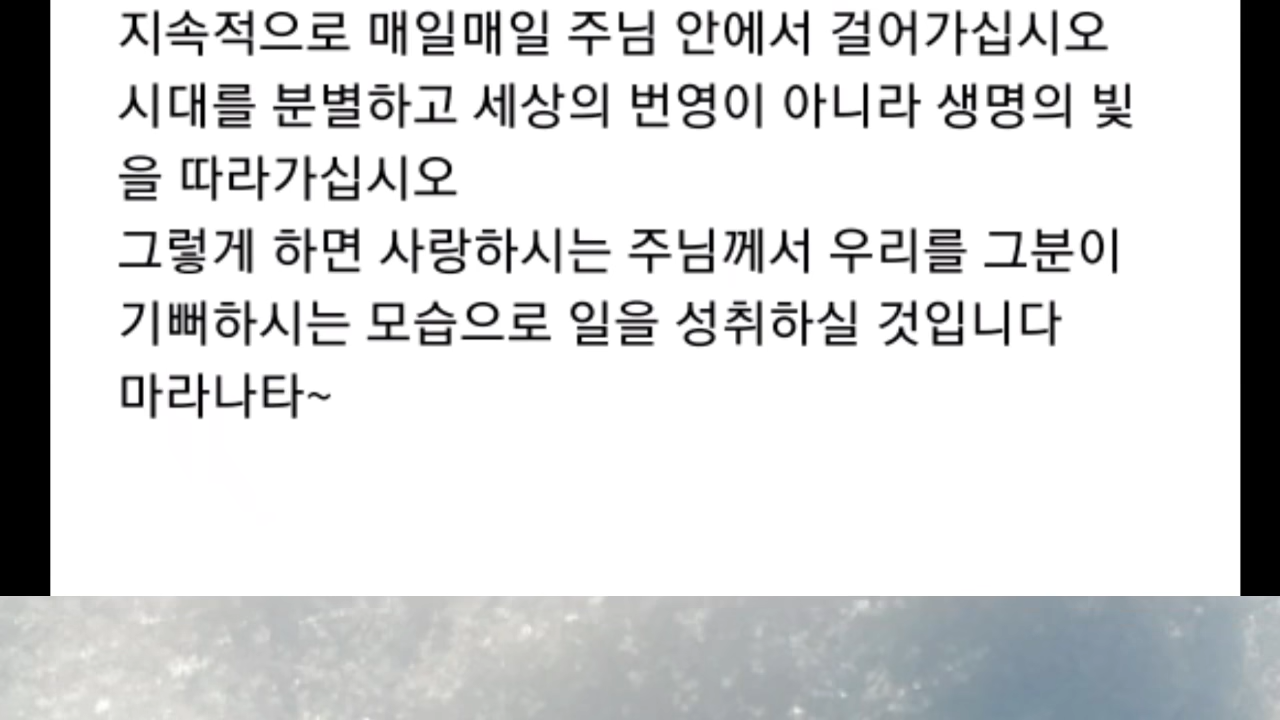 지속적으로 매일매일 주님 안에서 걸어가십시오
시대를 분별하고 세상의 번영이 아니라 생명의 빛
을 따라가십시오
그렇게 하면 사랑하시는 주님께서 우리를 그분이
기뻐하시는 모습으로 일을 성취하실 것입니다
마라나타~